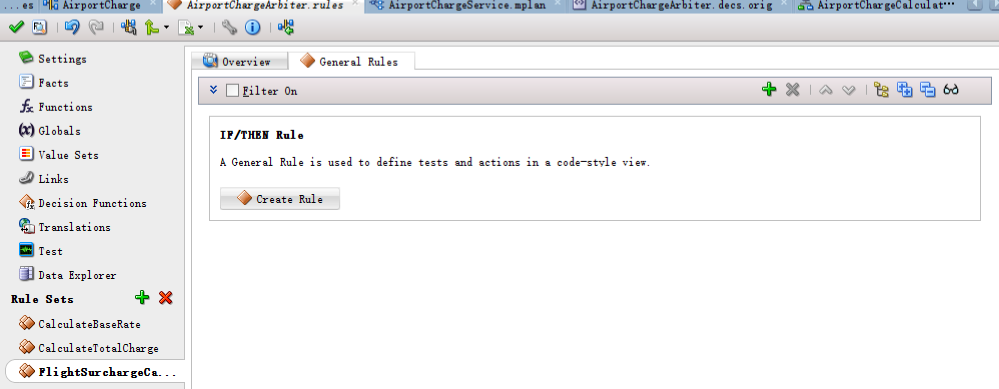 ...es AirportCharge AirportChargeArbiter.rules AirportChargeService.mplan AirportChargeArbiter.decs.orig AirportChargeCalculat...
Settings
Facts
Functions
Globals
Value Sets
Links
Decision Functions
Translations
Test
Data Explorer
Rule Sets
CalculateBaseRate
CalculateTotalCharge
FlightSurchargeCa...
Overview General Rules
Filter On
IF/THEN Rule
A General Rule is used to define tests and actions in a code-style view.
Create Rule